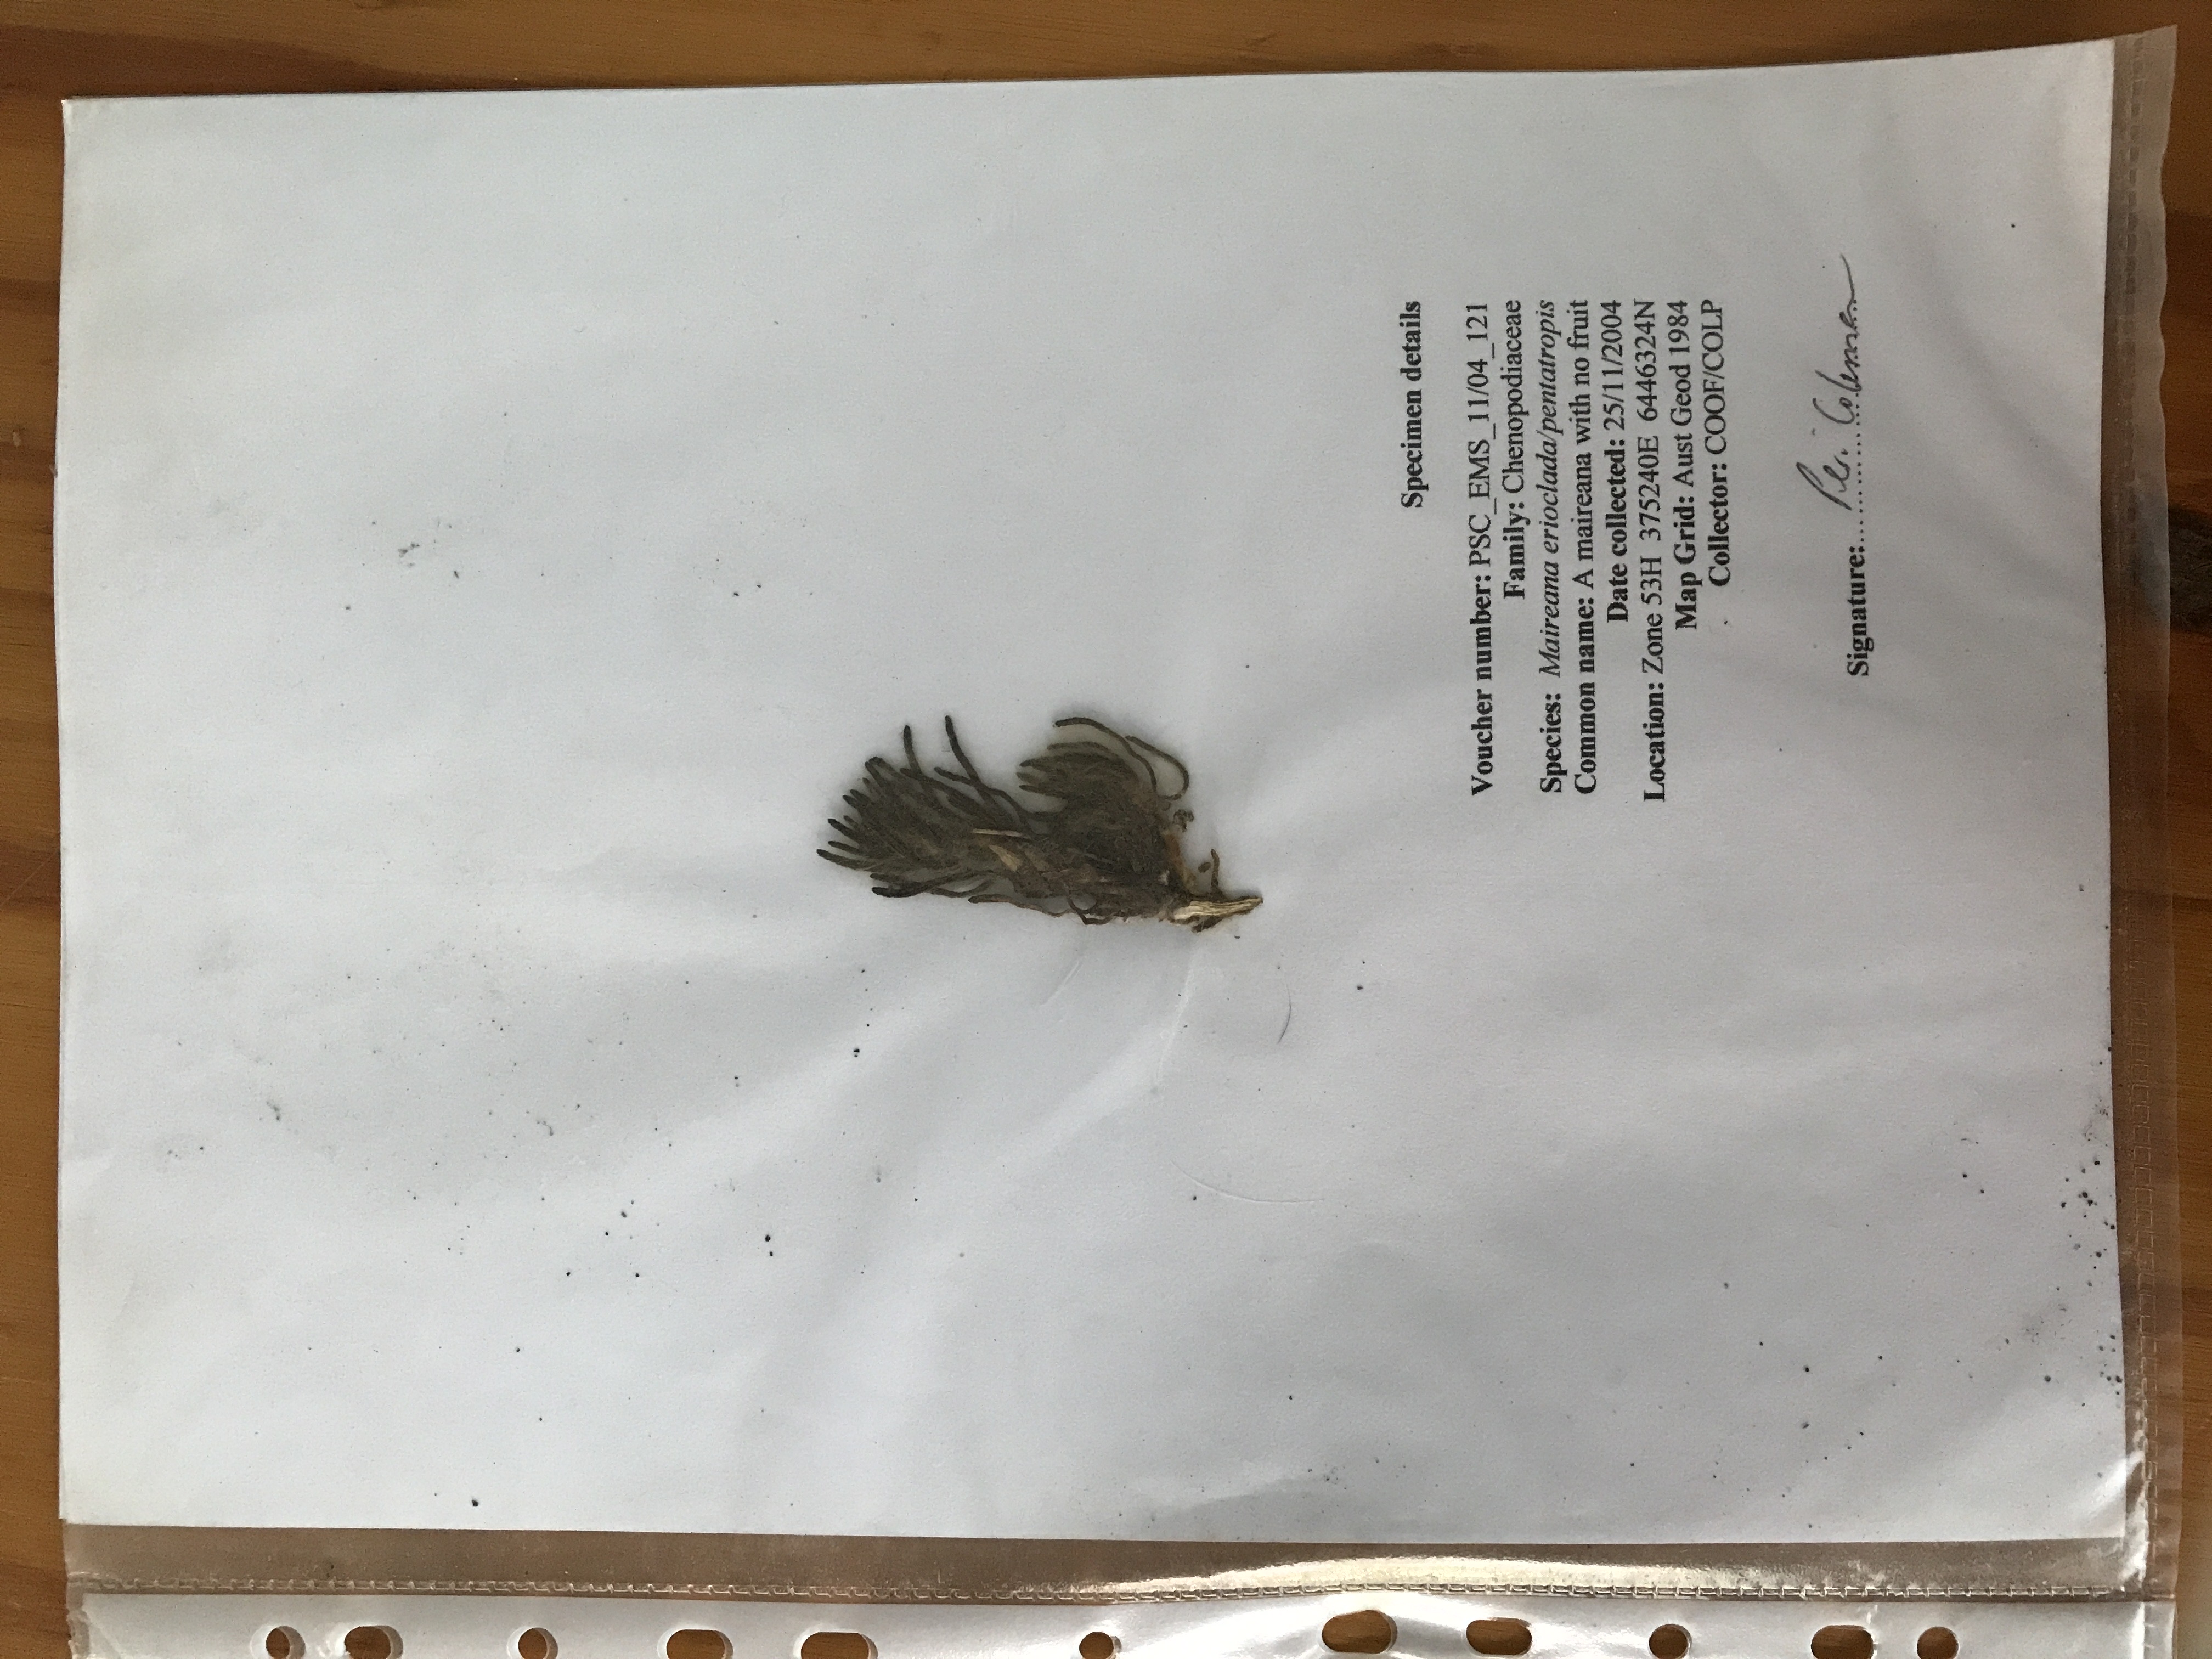 Specimen details
Voucher number: PSC_EMS_11/04_121
Family: Chenopodiaceae
Species: Maireana erioclada/pentatropis
Common name: A maireana with no fruit
Date collected: 25/11/2004
Location: Zone 53H 375240E 6446324N
Map Grid: Aust Geod 1984
Collector: COOF/COLP
Signature:.................... Peri Coleman